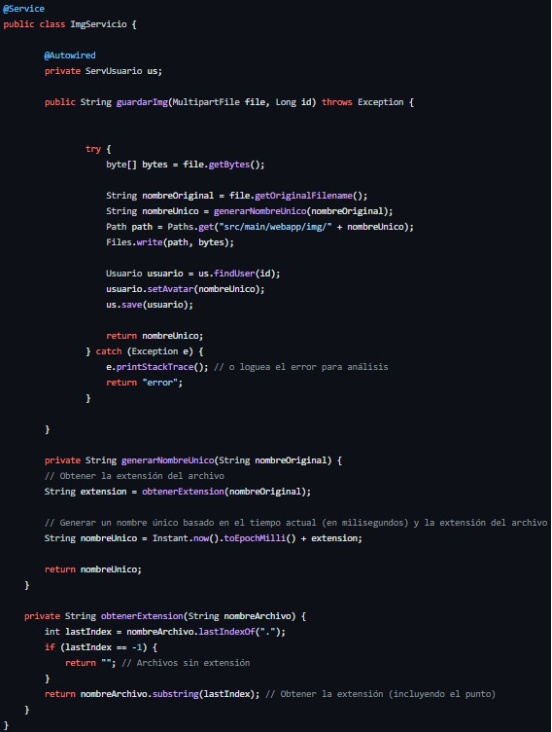 @Service
public class ImgServicio {
@Autowired
private ServUsuario us;
public String guardarImg(MultipartFile file, Long id) throws Exception {
try {
byte[] bytes = file.getBytes();
String nombreOriginal = file.getOriginalFilename();
String nombreUnico = generarNombreUnico(nombreOriginal);
Path path = Paths.get("src/main/webapp/img/" + nombreUnico);
Files.write(path, bytes);
Usuario usuario = us.findUser(id);
usuario.setAvatar(nombreUnico);
us.save(usuario);
return nombreUnico;
} catch (Exception e) {
e.printStackTrace(); // o loguea el error para análisis
return "error";
}
}
private String generarNombreUnico(String nombreOriginal) {
// Obtener la extensión del archivo
String extension = obtenerExtension(nombreOriginal);
// Generar un nombre único basado en el tiempo actual (en milisegundos) y la extensión del archivo
String nombreUnico = Instant.now().toEpochMilli() + extension;
return nombreUnico;
}
private String obtenerExtension(String nombreArchivo) {
int lastIndex = nombreArchivo.lastIndexOf(".");
if (lastIndex == -1) {
return ""; // Archivos sin extensión
}
return nombreArchivo.substring(lastIndex); // Obtener la extensión (incluyendo el punto)
}
}